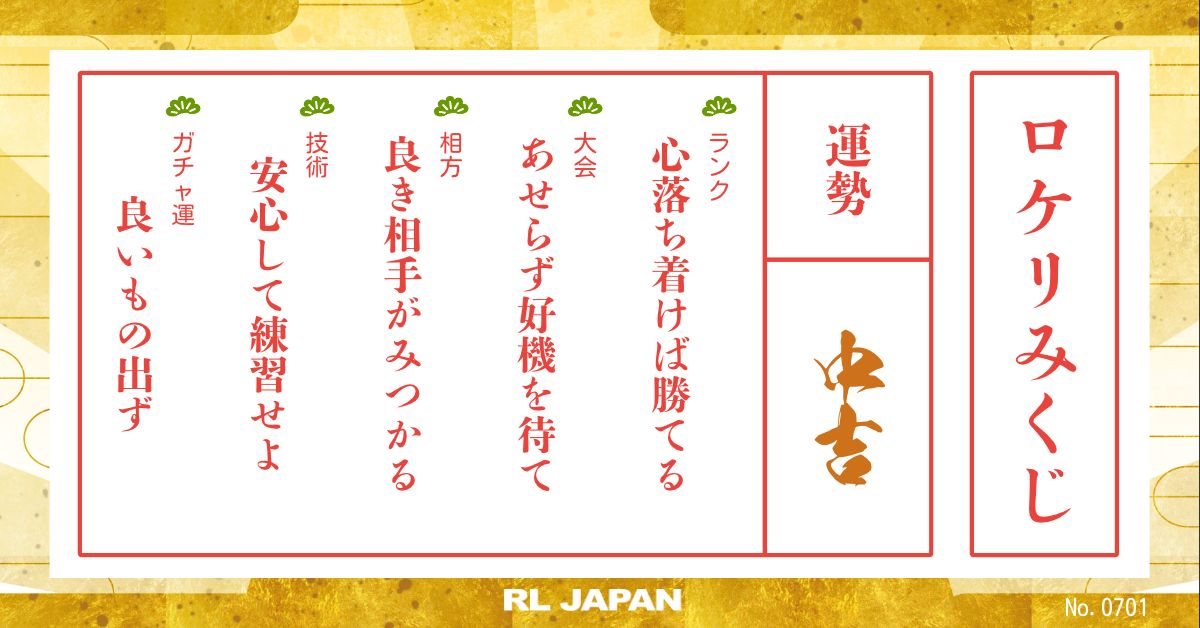 ロケリみくじ
運勢
中吉
ランク
心落ち着けば勝てる
大会
あせらず好機を待て
相方
良き相手がみつかる
技術
安心して練習せよ
ガチャ運
良いもの出ず
RL JAPAN
No. 0701